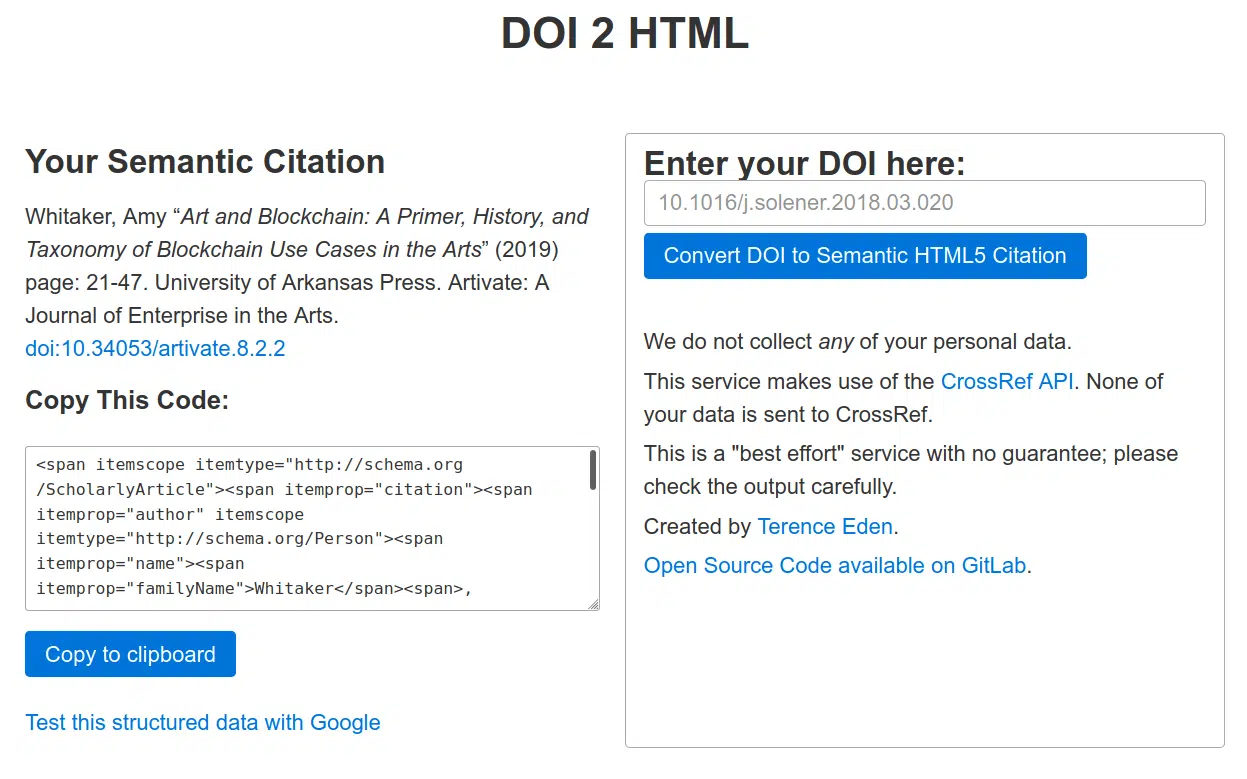 DOI 2 HTML
Your Semantic Citation
Whitaker, Amy “Art and Blockchain: A Primer, History, and
Taxonomy of Blockchain Use Cases in the Arts” (2019)
page: 21-47. University of Arkansas Press. Artivate: A
Journal of Enterprise in the Arts.
doi:10.34053/artivate.8.2.2
Copy This Code:
<span itemscope itemtype="http://schema.org
/ScholarlyArticle"><span itemprop="citation"><span
itemprop="author" itemscope
itemtype="http://schema.org/Person"><span
itemprop="name"><span
itemprop="familyName">Whitaker</span><span>,
Copy to clipboard
Test this structured data with Google
Enter your DOI here:
10.1016/j.solener.2018.03.020
Convert DOI to Semantic HTML5 Citation
We do not collect any of your personal data.
This service makes use of the CrossRef API. None of
your data is sent to CrossRef.
This is a "best effort" service with no guarantee; please
check the output carefully.
Created by Terence Eden.
Open Source Code available on GitLab.